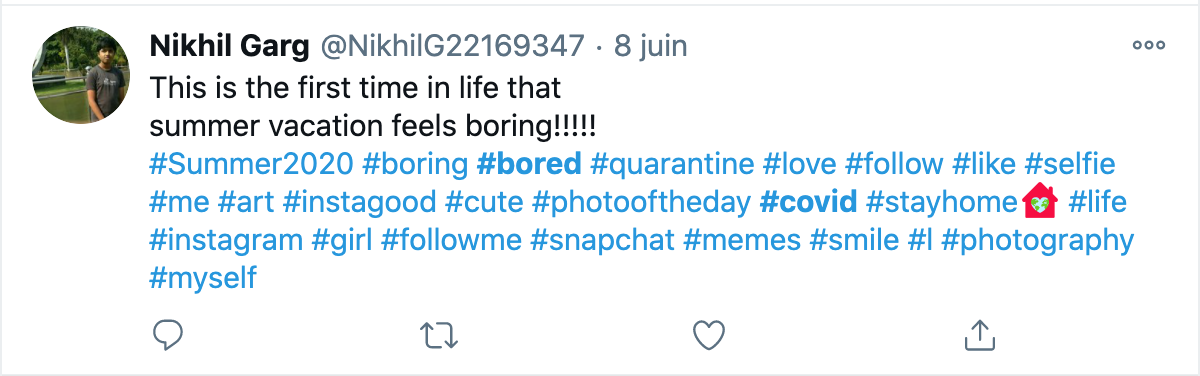 Nikhil Garg @NikhilG22169347 · 8 juin
This is the first time in life that
summer vacation feels boring!!!!!
#Summer2020 #boring #bored #quarantine #love #follow #like #selfie
#me #art #instagood #cute #photooftheday #covid #stayhome #life
#instagram #girl #followme #snapchat #memes #smile #l #photography
#myself